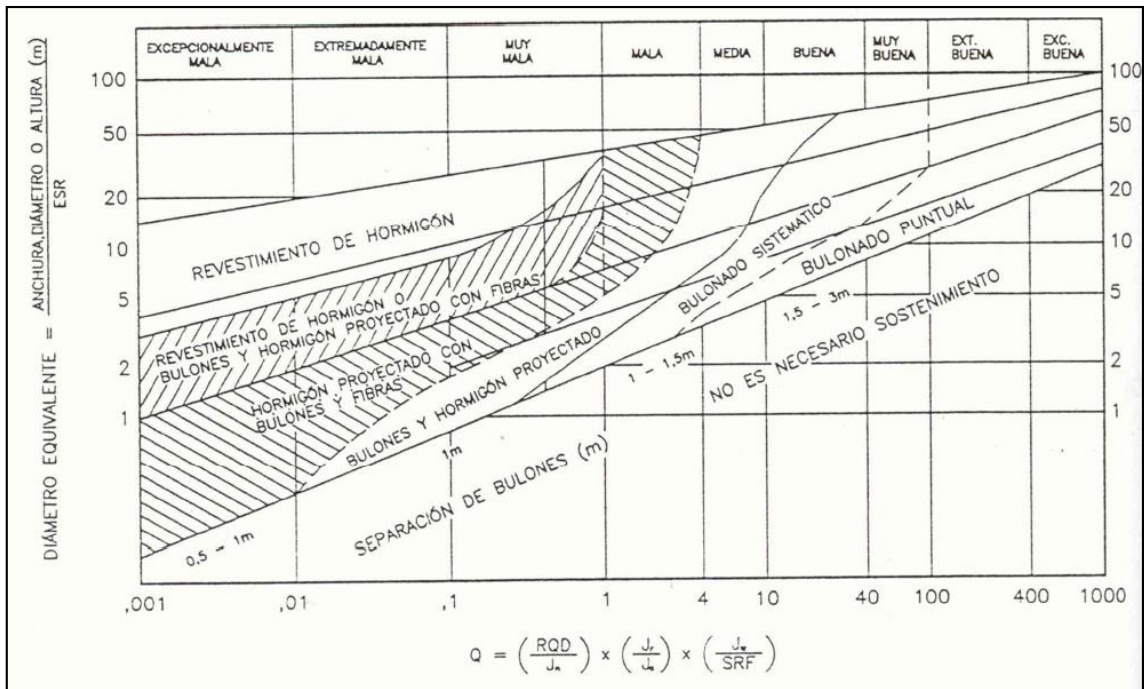 EXCEPCIONALMENTE
MALA
EXTREMADAMENTE
MALA
MUY
MALA
MALA
MEDIA
BUENA
MUY
BUENA
EXT.
BUENA
EXC.
BUENA
DIÁMETRO EQUIVALENTE = ANCHURA,DIÁMETRO O ALTURA (m)
ESR
100
50
20
10
5
2
1
100
50
20
10
5
2
1
REVESTIMIENTO DE HORMIGÓN
REVESTIMIENTO DE HORMIGÓN O
BULONES Y HORMIGÓN PROYECTADO CON FIBRAS
HORMIGÓN PROYECTADO CON
BULONES Y FIBRAS
BULONES Y HORMIGÓN PROYECTADO
BULONADO SISTEMATICO
BULONADO PUNTUAL
NO ES NECESARIO SOSTENIMIENTO
SEPARACIÓN DE BULONES (m)
0,5 - 1m
1m
1 - 1,5m
1,5 - 3m
,001
,01
,1
1
4
10
40
100
400
1000
Q = (RQD/Jn) × (Jr/Ja) × (Jw/SRF)